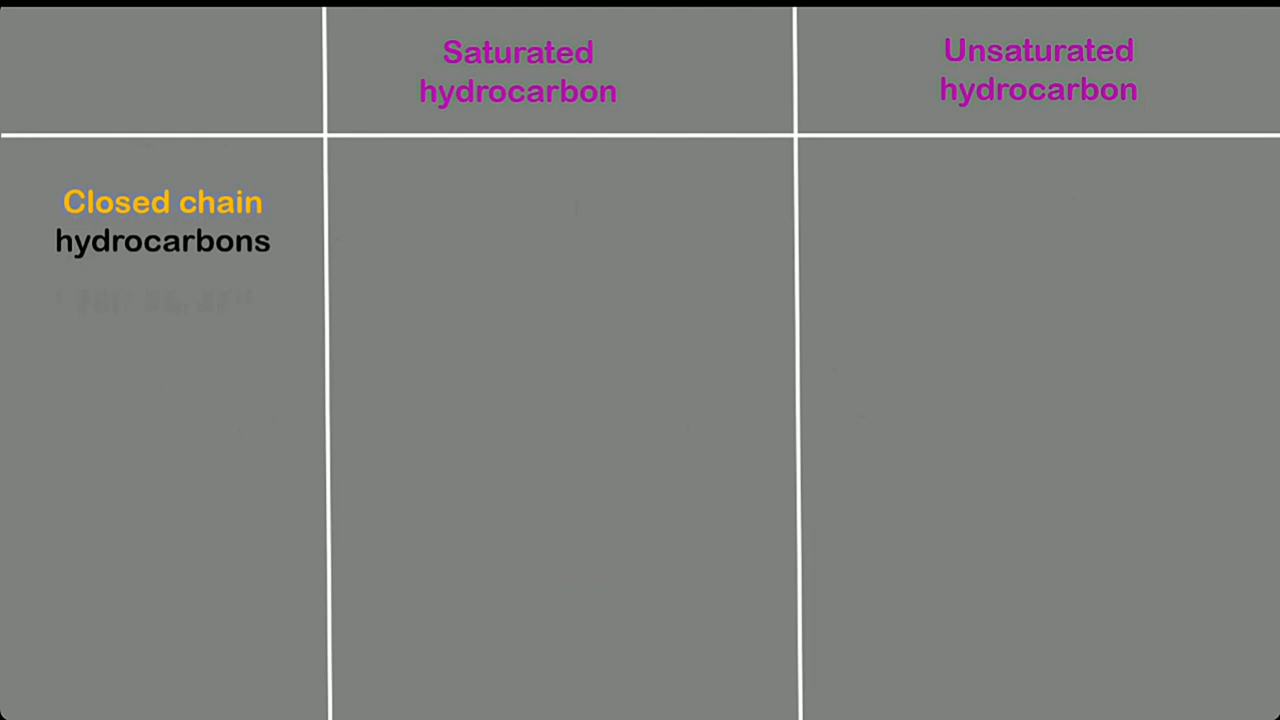 Saturated
hydrocarbon
Unsaturated
hydrocarbon
Closed chain
hydrocarbons